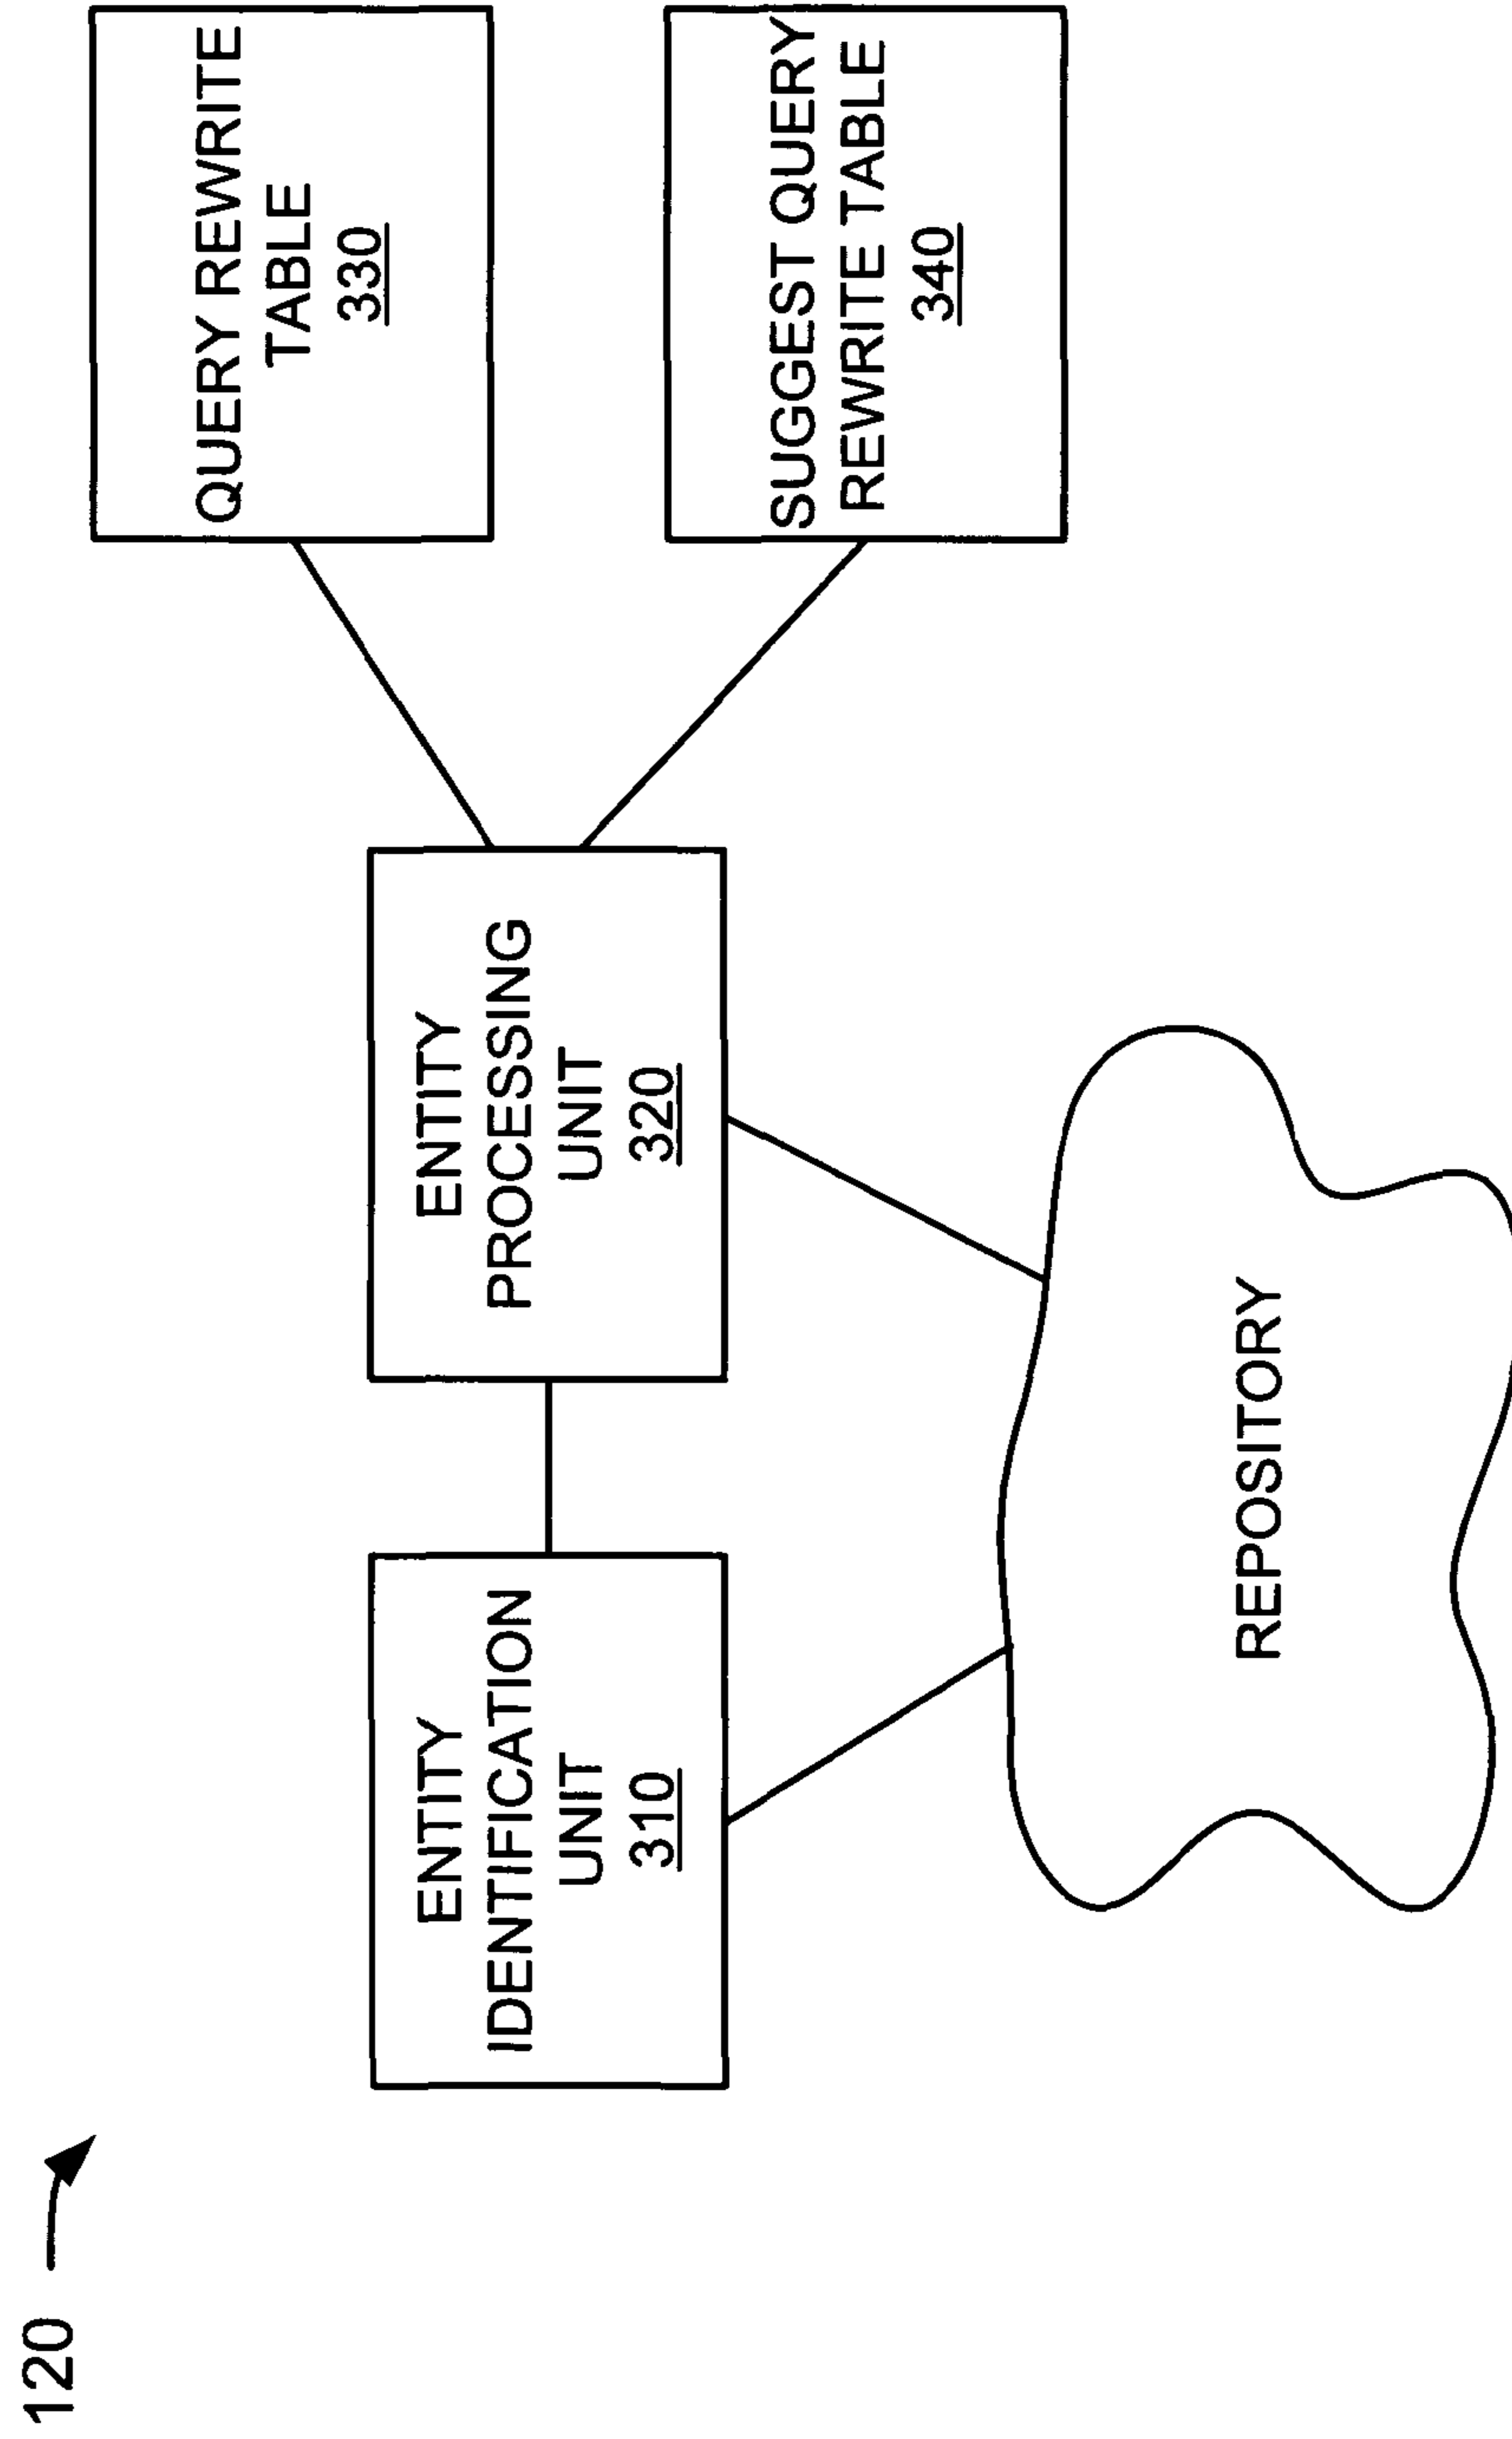 120
ENTITY
IDENTIFICATION
UNIT
310
ENTITY
PROCESSING
UNIT
320
QUERY REWRITE
TABLE
330
SUGGEST QUERY
REWRITE TABLE
340
REPOSITORY